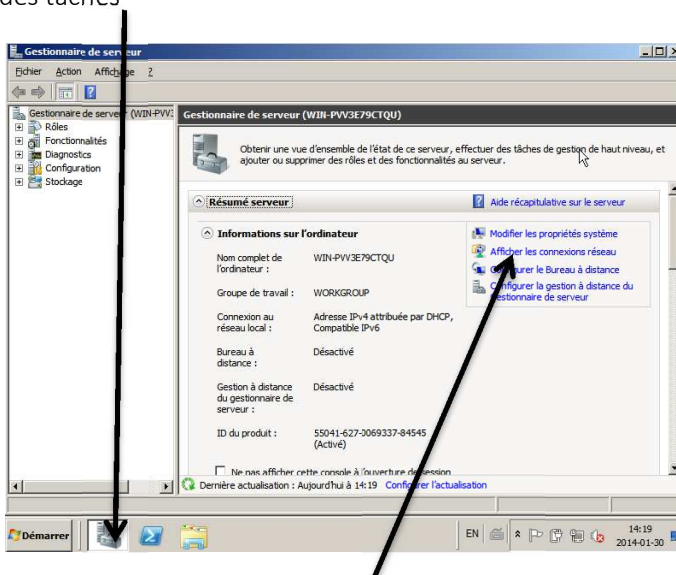 des tâches
Gestionnaire de serveur
Fichier Action Affichage ?
Gestionnaire de serveur (WIN-PVV3
Rôles
Fonctionnalités
Diagnostics
Configuration
Stockage
Gestionnaire de serveur (WIN-PVV3E79CTQU)
Obtenir une vue d'ensemble de l'état de ce serveur, effectuer des tâches de gestion de haut niveau, et
ajouter ou supprimer des rôles et des fonctionnalités au serveur.
Résumé serveur
Aide récapitulative sur le serveur
Informations sur l'ordinateur
Nom complet de
l'ordinateur :
WIN-PVV3E79CTQU
Groupe de travail :
WORKGROUP
Connexion au
réseau local :
Adresse IPv4 attribuée par DHCP,
Compatible IPv6
Bureau à
distance :
Désactivé
Gestion à distance
du gestionnaire de
serveur :
Désactivé
ID du produit :
55041-627-0069337-84545
(Activé)
Modifier les propriétés système
Afficher les connexions réseau
Configurer le Bureau à distance
Configurer la gestion à distance du
Gestionnaire de serveur
Ne pas afficher cette console à l'ouverture de session
Dernière actualisation : Aujourd'hui à 14:19 Configurer l'actualisation
Démarrer
EN
14:19
2014-01-30